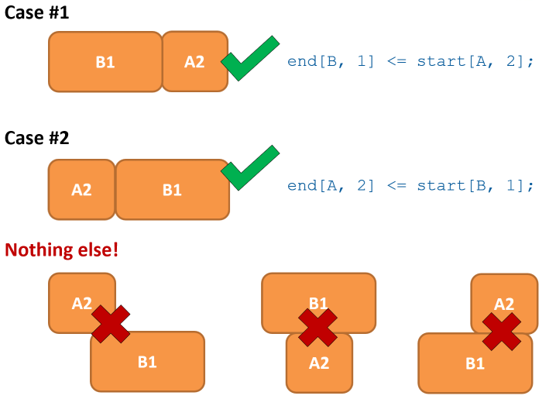 Case #1
B1 A2 end[B, 1] <= start[A, 2];
Case #2
A2 B1 end[A, 2] <= start[B, 1];
Nothing else!
A2 B1 A2
B1 A2 B1